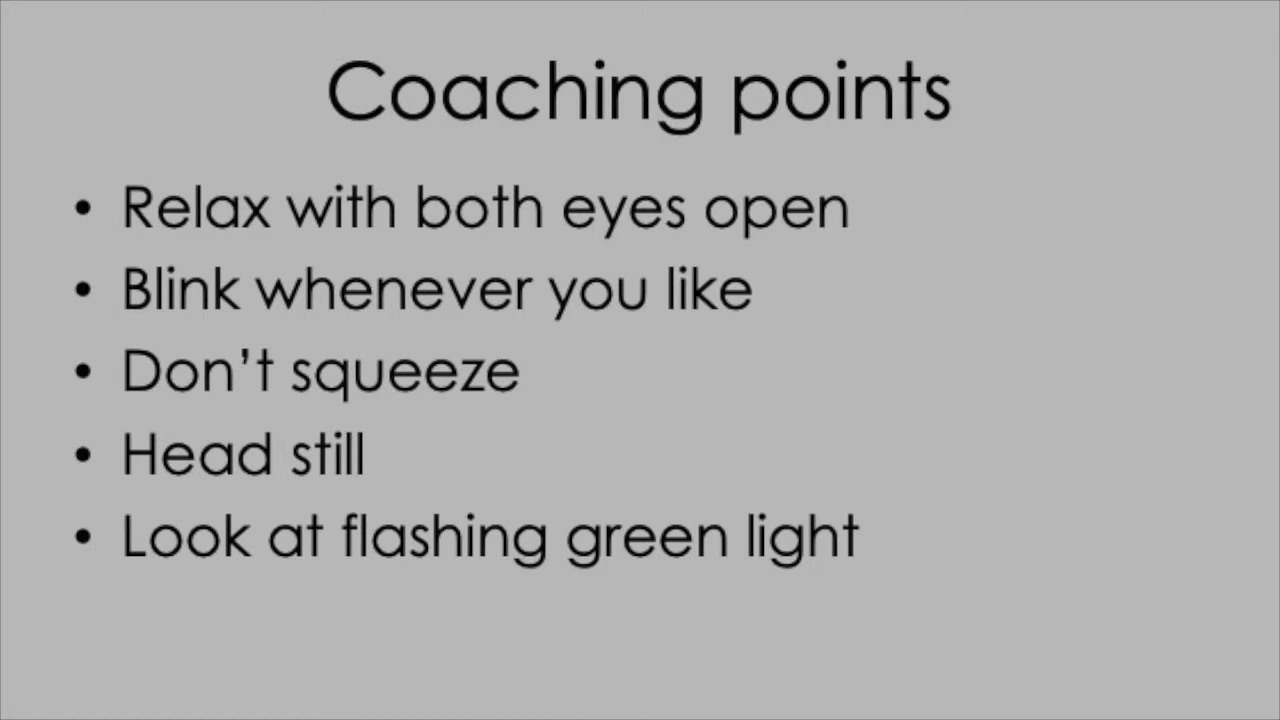 Coaching points
• Relax with both eyes open
• Blink whenever you like
• Don’t squeeze
• Head still
• Look at flashing green light